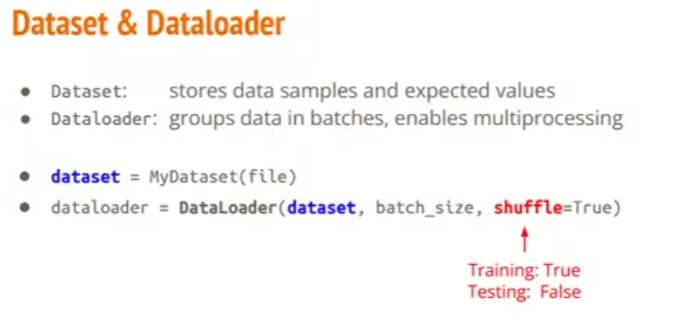 Dataset & Dataloader
● Dataset: stores data samples and expected values
● Dataloader: groups data in batches, enables multiprocessing
● dataset = MyDataset(file)
● dataloader = DataLoader(dataset, batch_size, shuffle=True)
Training: True
Testing: False